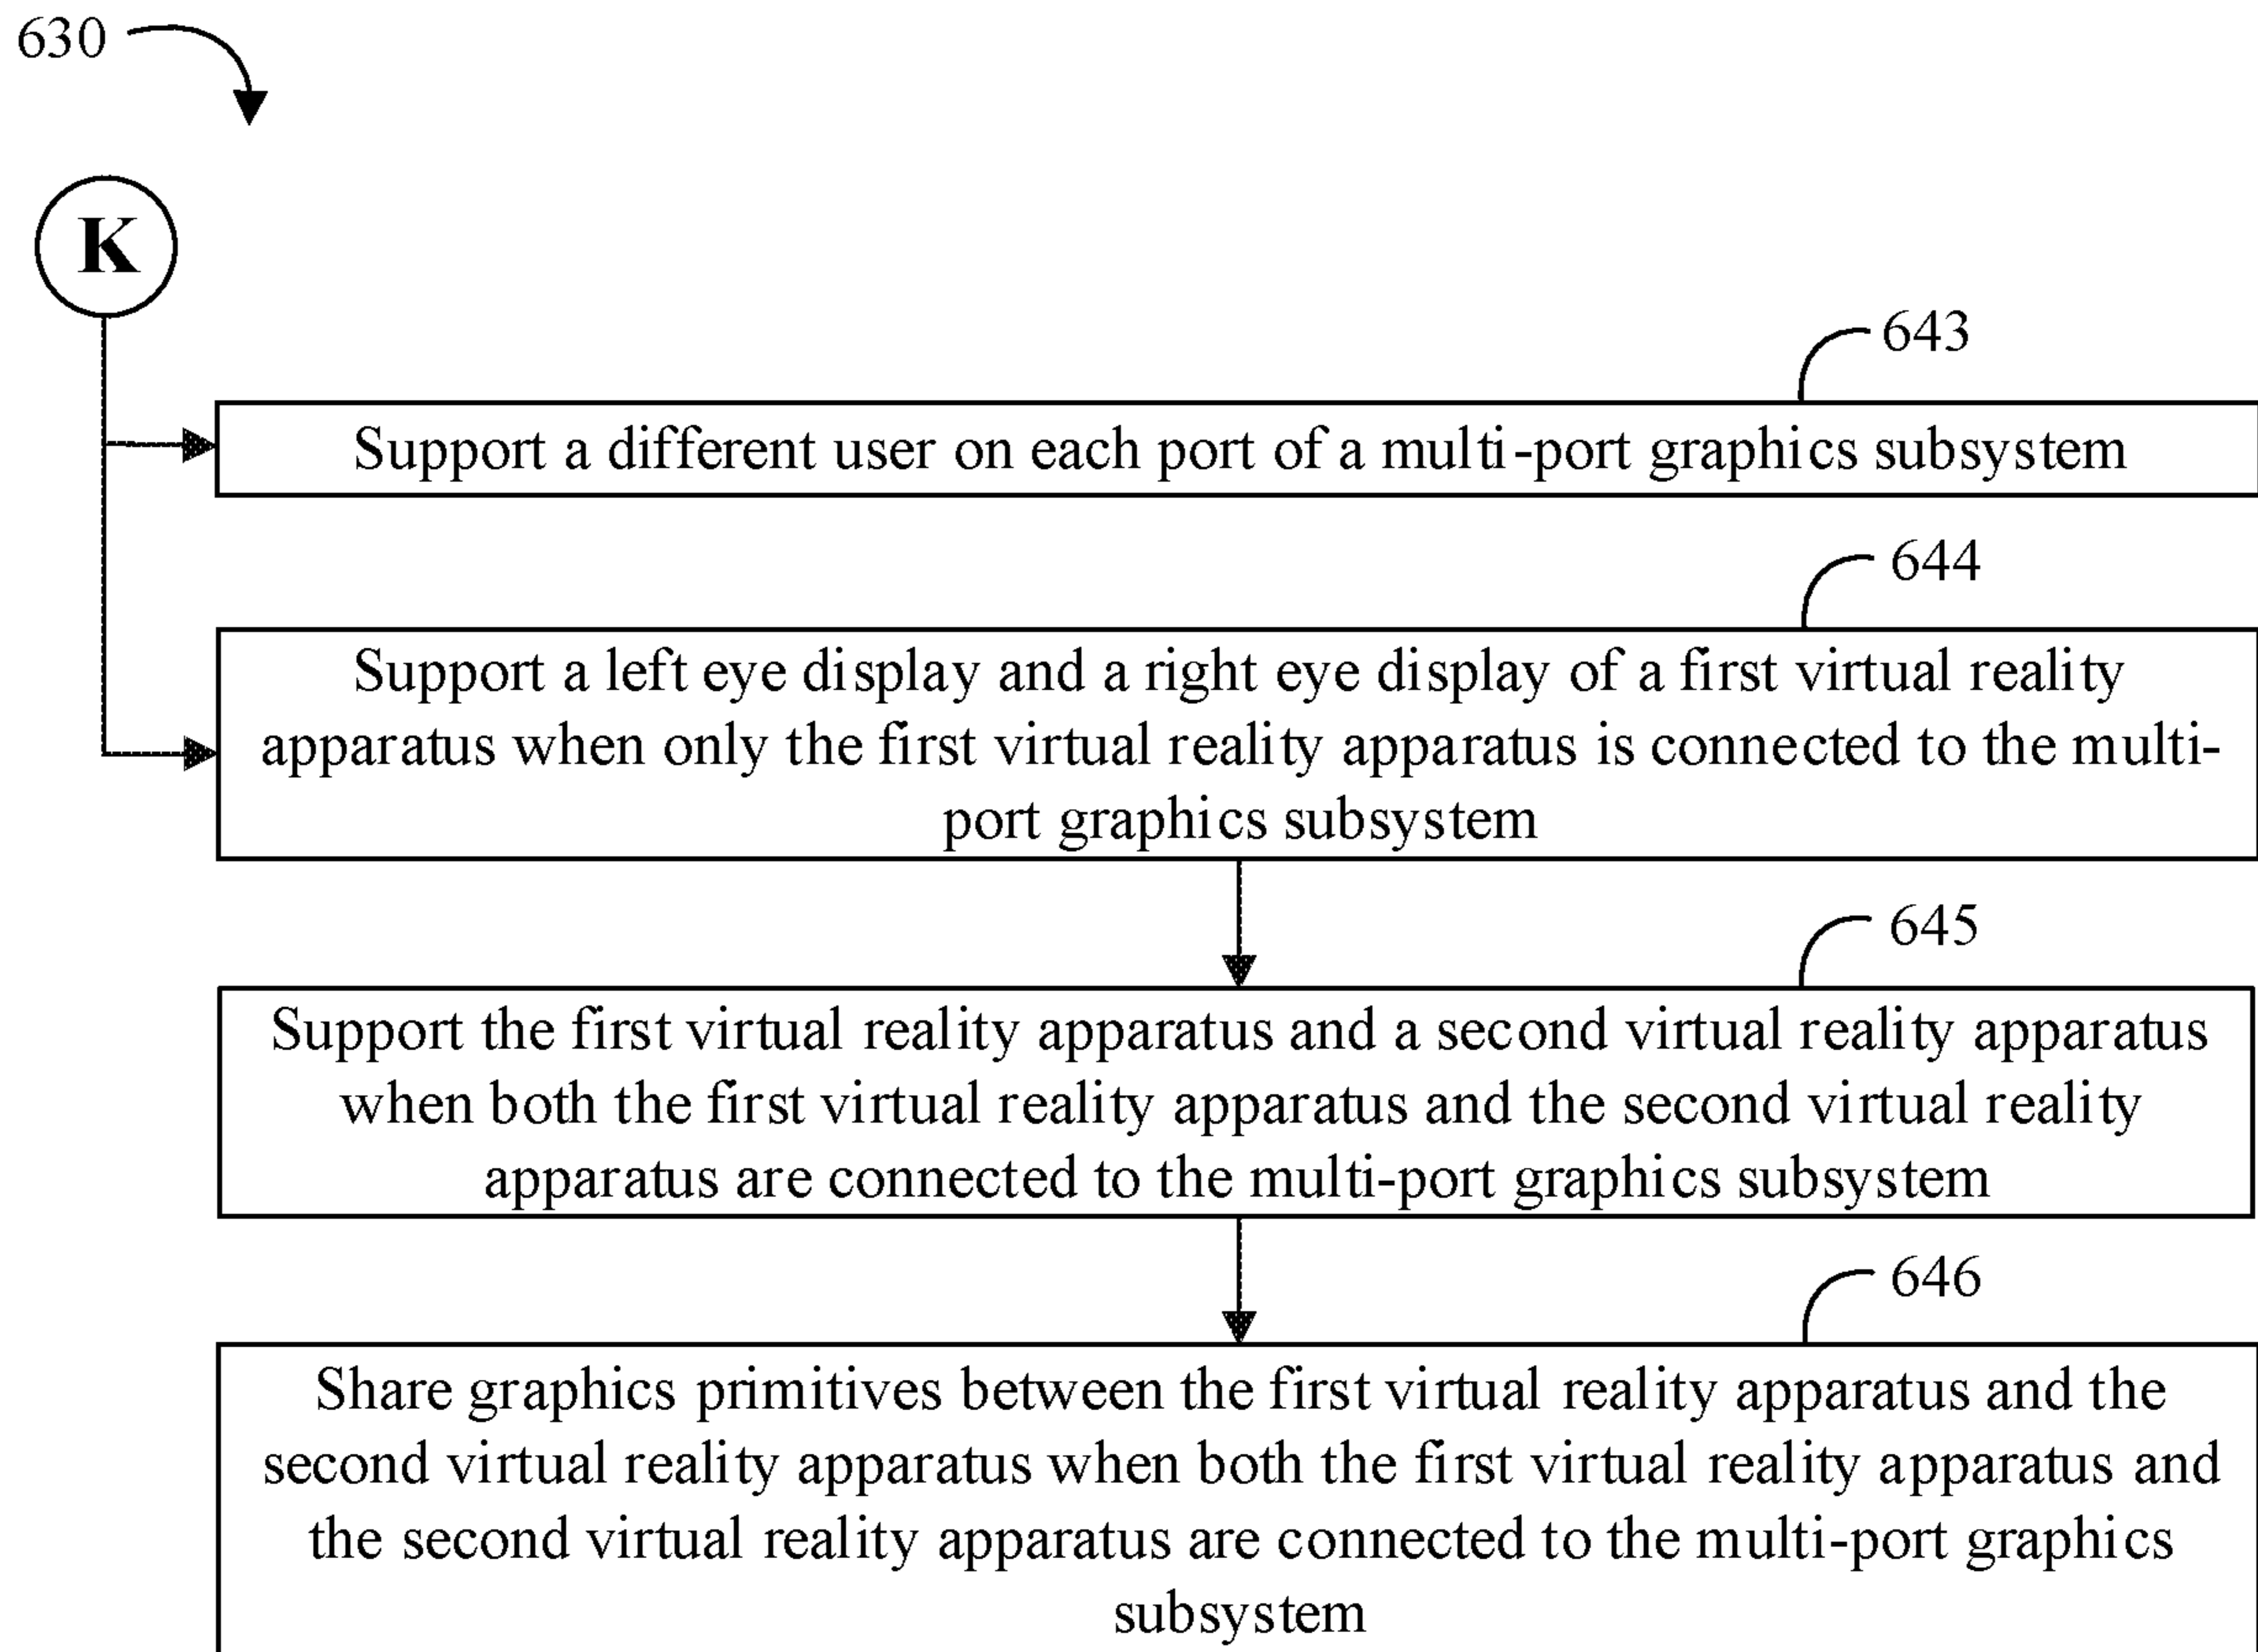 630
K
643
Support a different user on each port of a multi-port graphics subsystem
644
Support a left eye display and a right eye display of a first virtual reality
apparatus when only the first virtual reality apparatus is connected to the multi-
port graphics subsystem
645
Support the first virtual reality apparatus and a second virtual reality apparatus
when both the first virtual reality apparatus and the second virtual reality
apparatus are connected to the multi-port graphics subsystem
646
Share graphics primitives between the first virtual reality apparatus and the
second virtual reality apparatus when both the first virtual reality apparatus and
the second virtual reality apparatus are connected to the multi-port graphics
subsystem